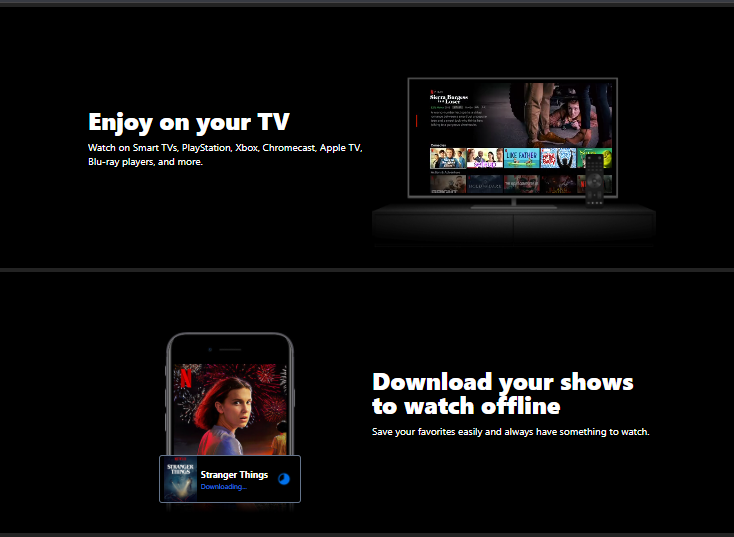 Enjoy on your TV
Watch on Smart TVs, PlayStation, Xbox, Chromecast, Apple TV,
Blu-ray players, and more.
Sierra Burgess
Loser
LIKE FATHER
N
Download your shows
to watch offline
Save your favorites easily and always have something to watch.
STRANGER
THINGS
Stranger Things
Downloading...